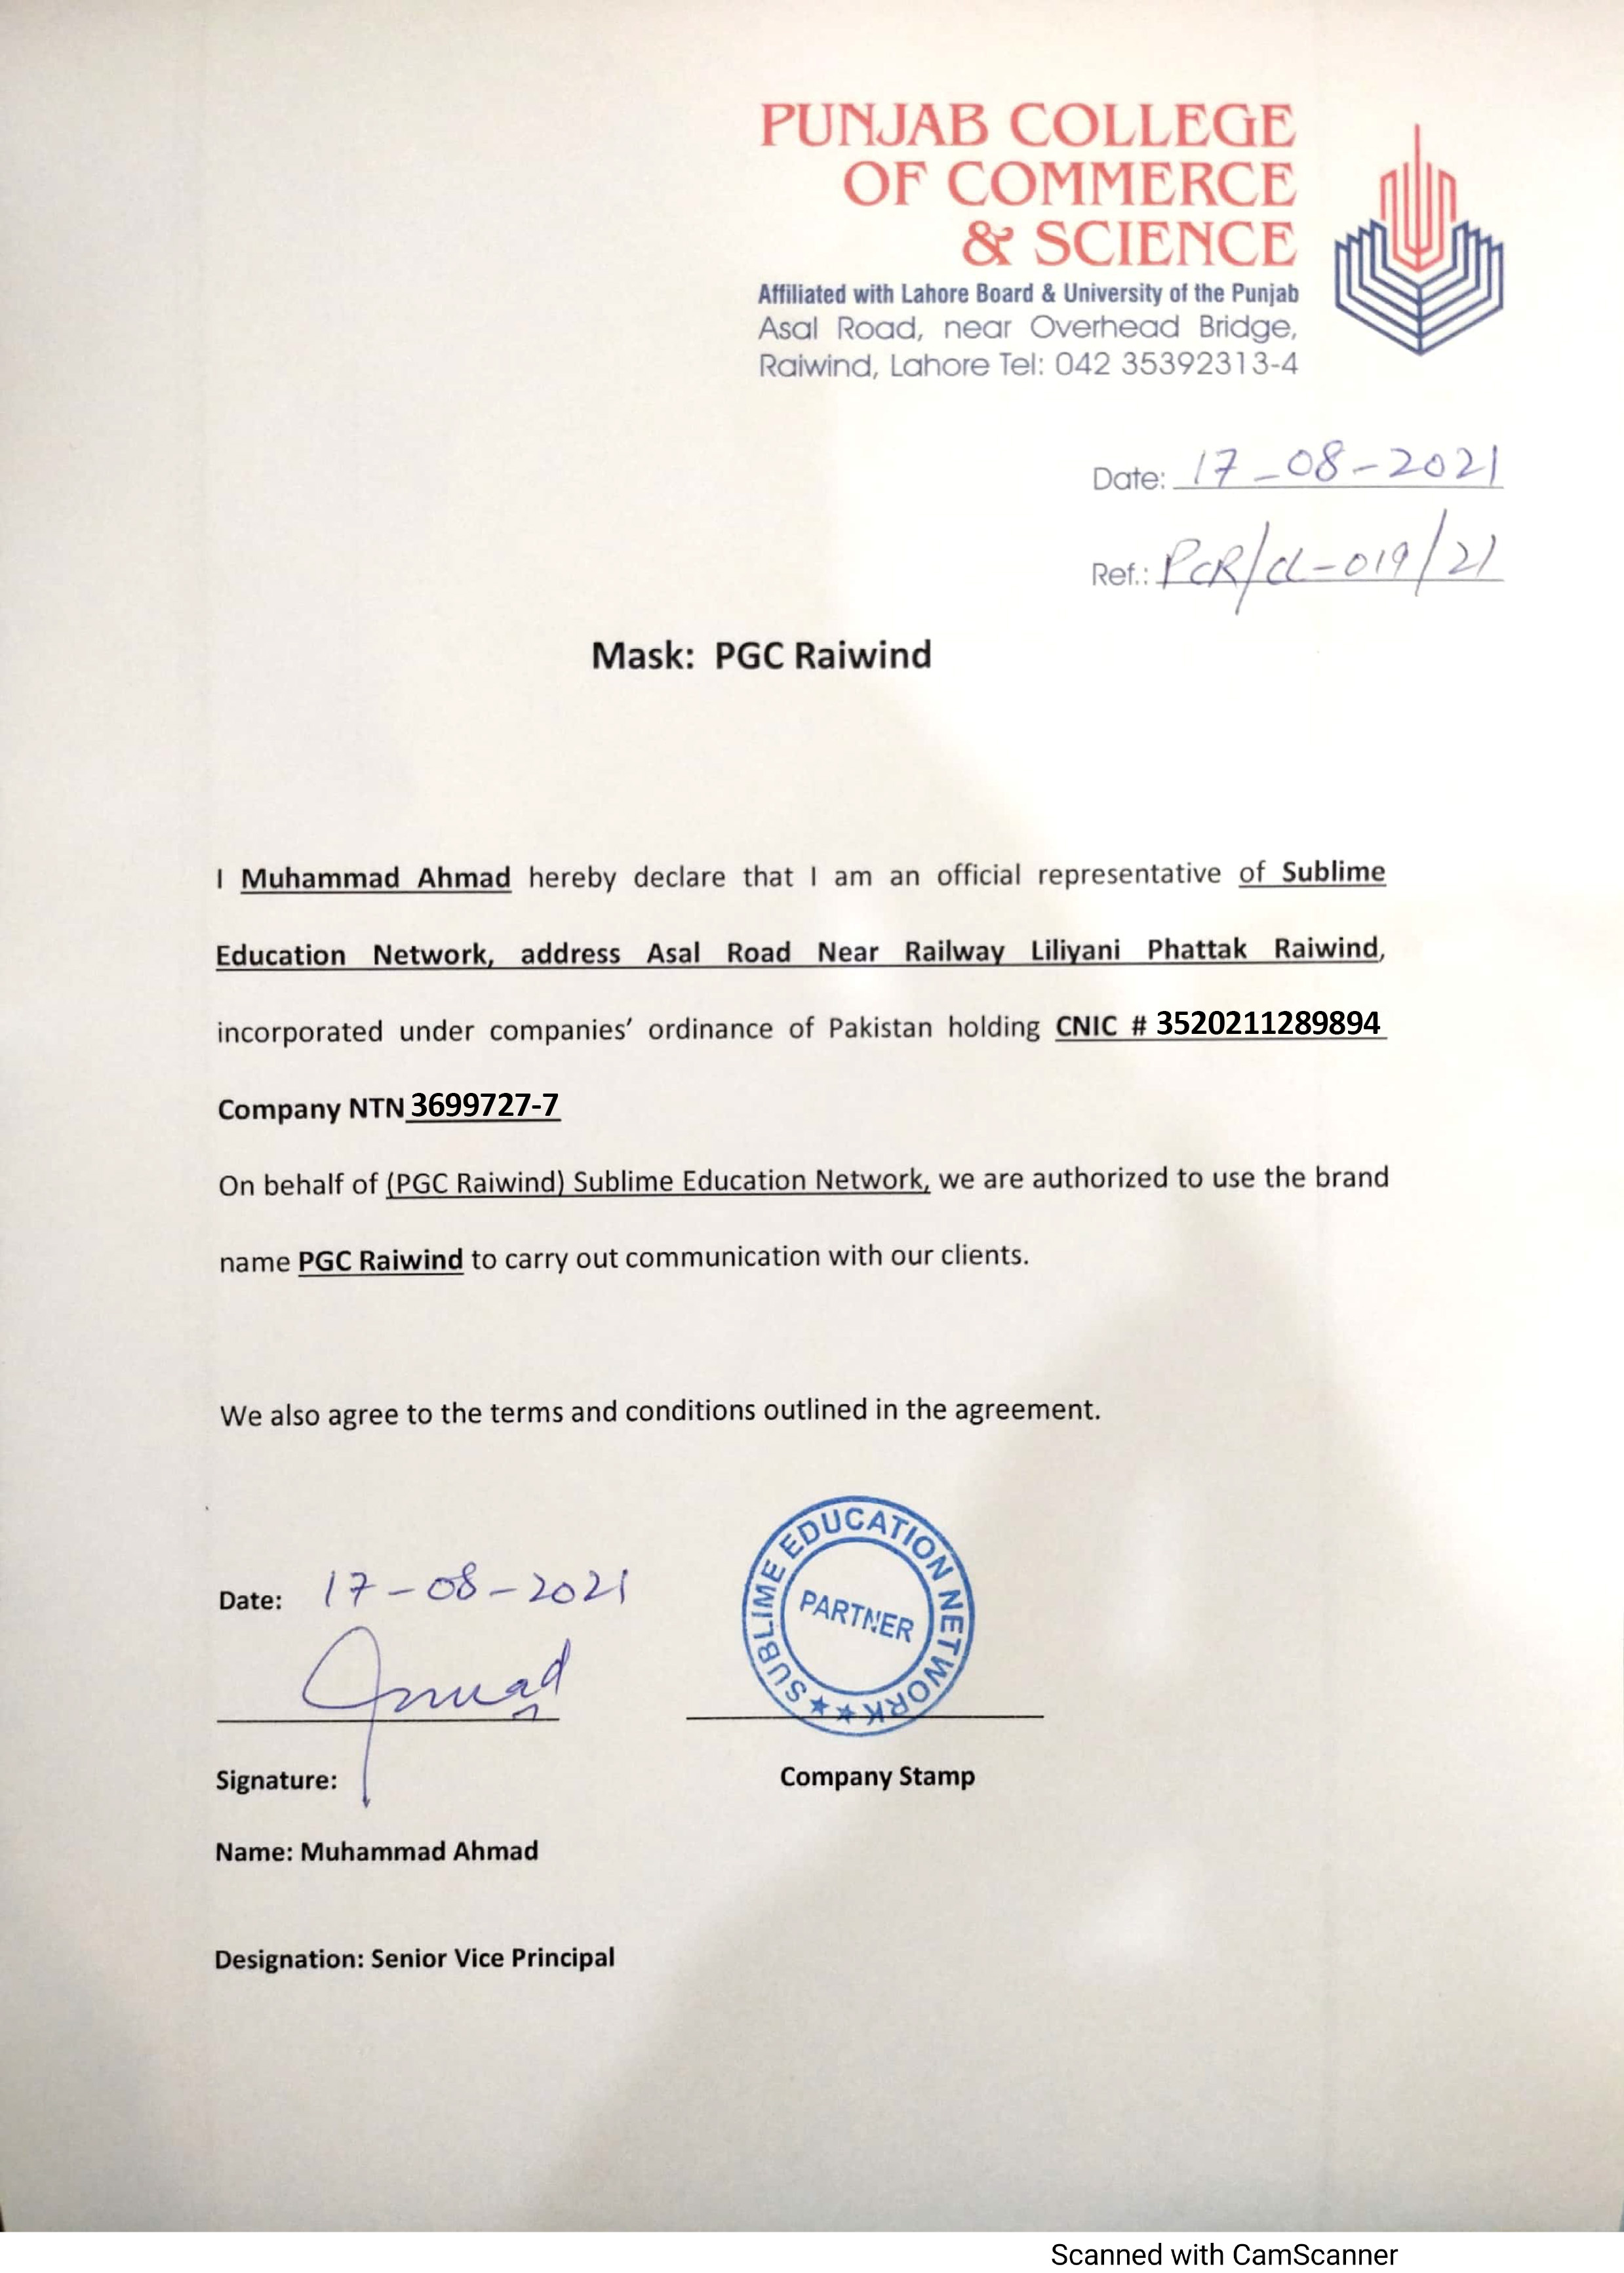 PUNJAB COLLEGE
OF COMMERCE
& SCIENCE
Affiliated with Lahore Board & University of the Punjab
Asal Road, near Overhead Bridge,
Raiwind, Lahore Tel: 042 35392313-4
Date: 17-08-2021
Ref.: PCR/CL-019/21
Mask: PGC Raiwind
I Muhammad Ahmad hereby declare that I am an official representative of Sublime
Education Network, address Asal Road Near Railway Liliyani Phattak Raiwind,
incorporated under companies' ordinance of Pakistan holding CNIC # 3520211289894
Company NTN 3699727-7
On behalf of (PGC Raiwind) Sublime Education Network, we are authorized to use the brand
name PGC Raiwind to carry out communication with our clients.
We also agree to the terms and conditions outlined in the agreement.
Date: 17-08-2021
SUBLIME EDUCATION NETWORK
PARTNER
Ahmad
Signature:
Company Stamp
Name: Muhammad Ahmad
Designation: Senior Vice Principal
Scanned with CamScanner